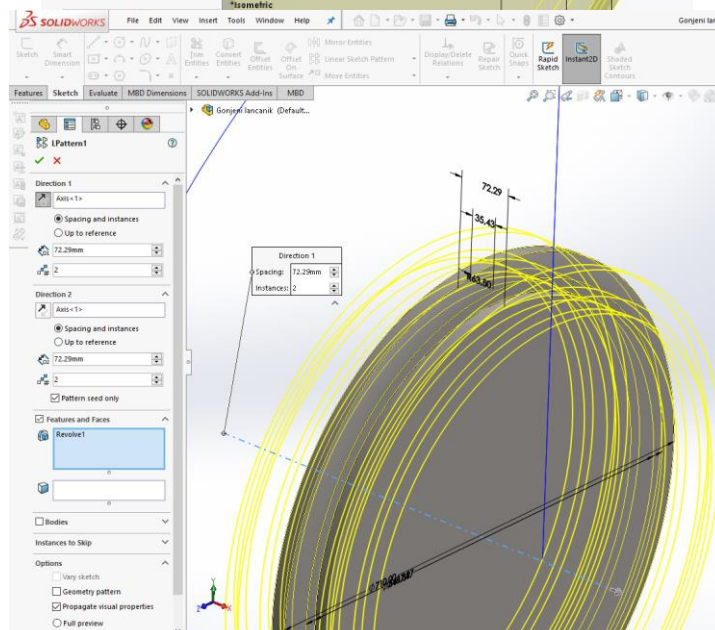 *Isometric
SOLIDWORKS File Edit View Insert Tools Window Help Gonjeni lan
Sketch Smart Dimension Trim Entities Convert Entities Offset Entities Offset On Surface Mirror Entities Linear Sketch Pattern Move Entities Display/Delete Relations Repair Sketch Quick Snaps Rapid Sketch Instant2D Shaded Sketch Contours
Features Sketch Evaluate MBD Dimensions SOLIDWORKS Add-Ins MBD
Gonjeni lancanik (Default...
LPattern1
Direction 1
Axis<1>
Spacing and instances
Up to reference
72.29mm
2
Direction 2
Axis<1>
Spacing and instances
Up to reference
72.29mm
2
Pattern seed only
Features and Faces
Revolve1
Bodies
Instances to Skip
Options
Vary sketch
Geometry pattern
Propagate visual properties
Full preview
Direction 1
Spacing: 72.29mm
Instances: 2
72.29
35.43
R63.50
Y
X
Z